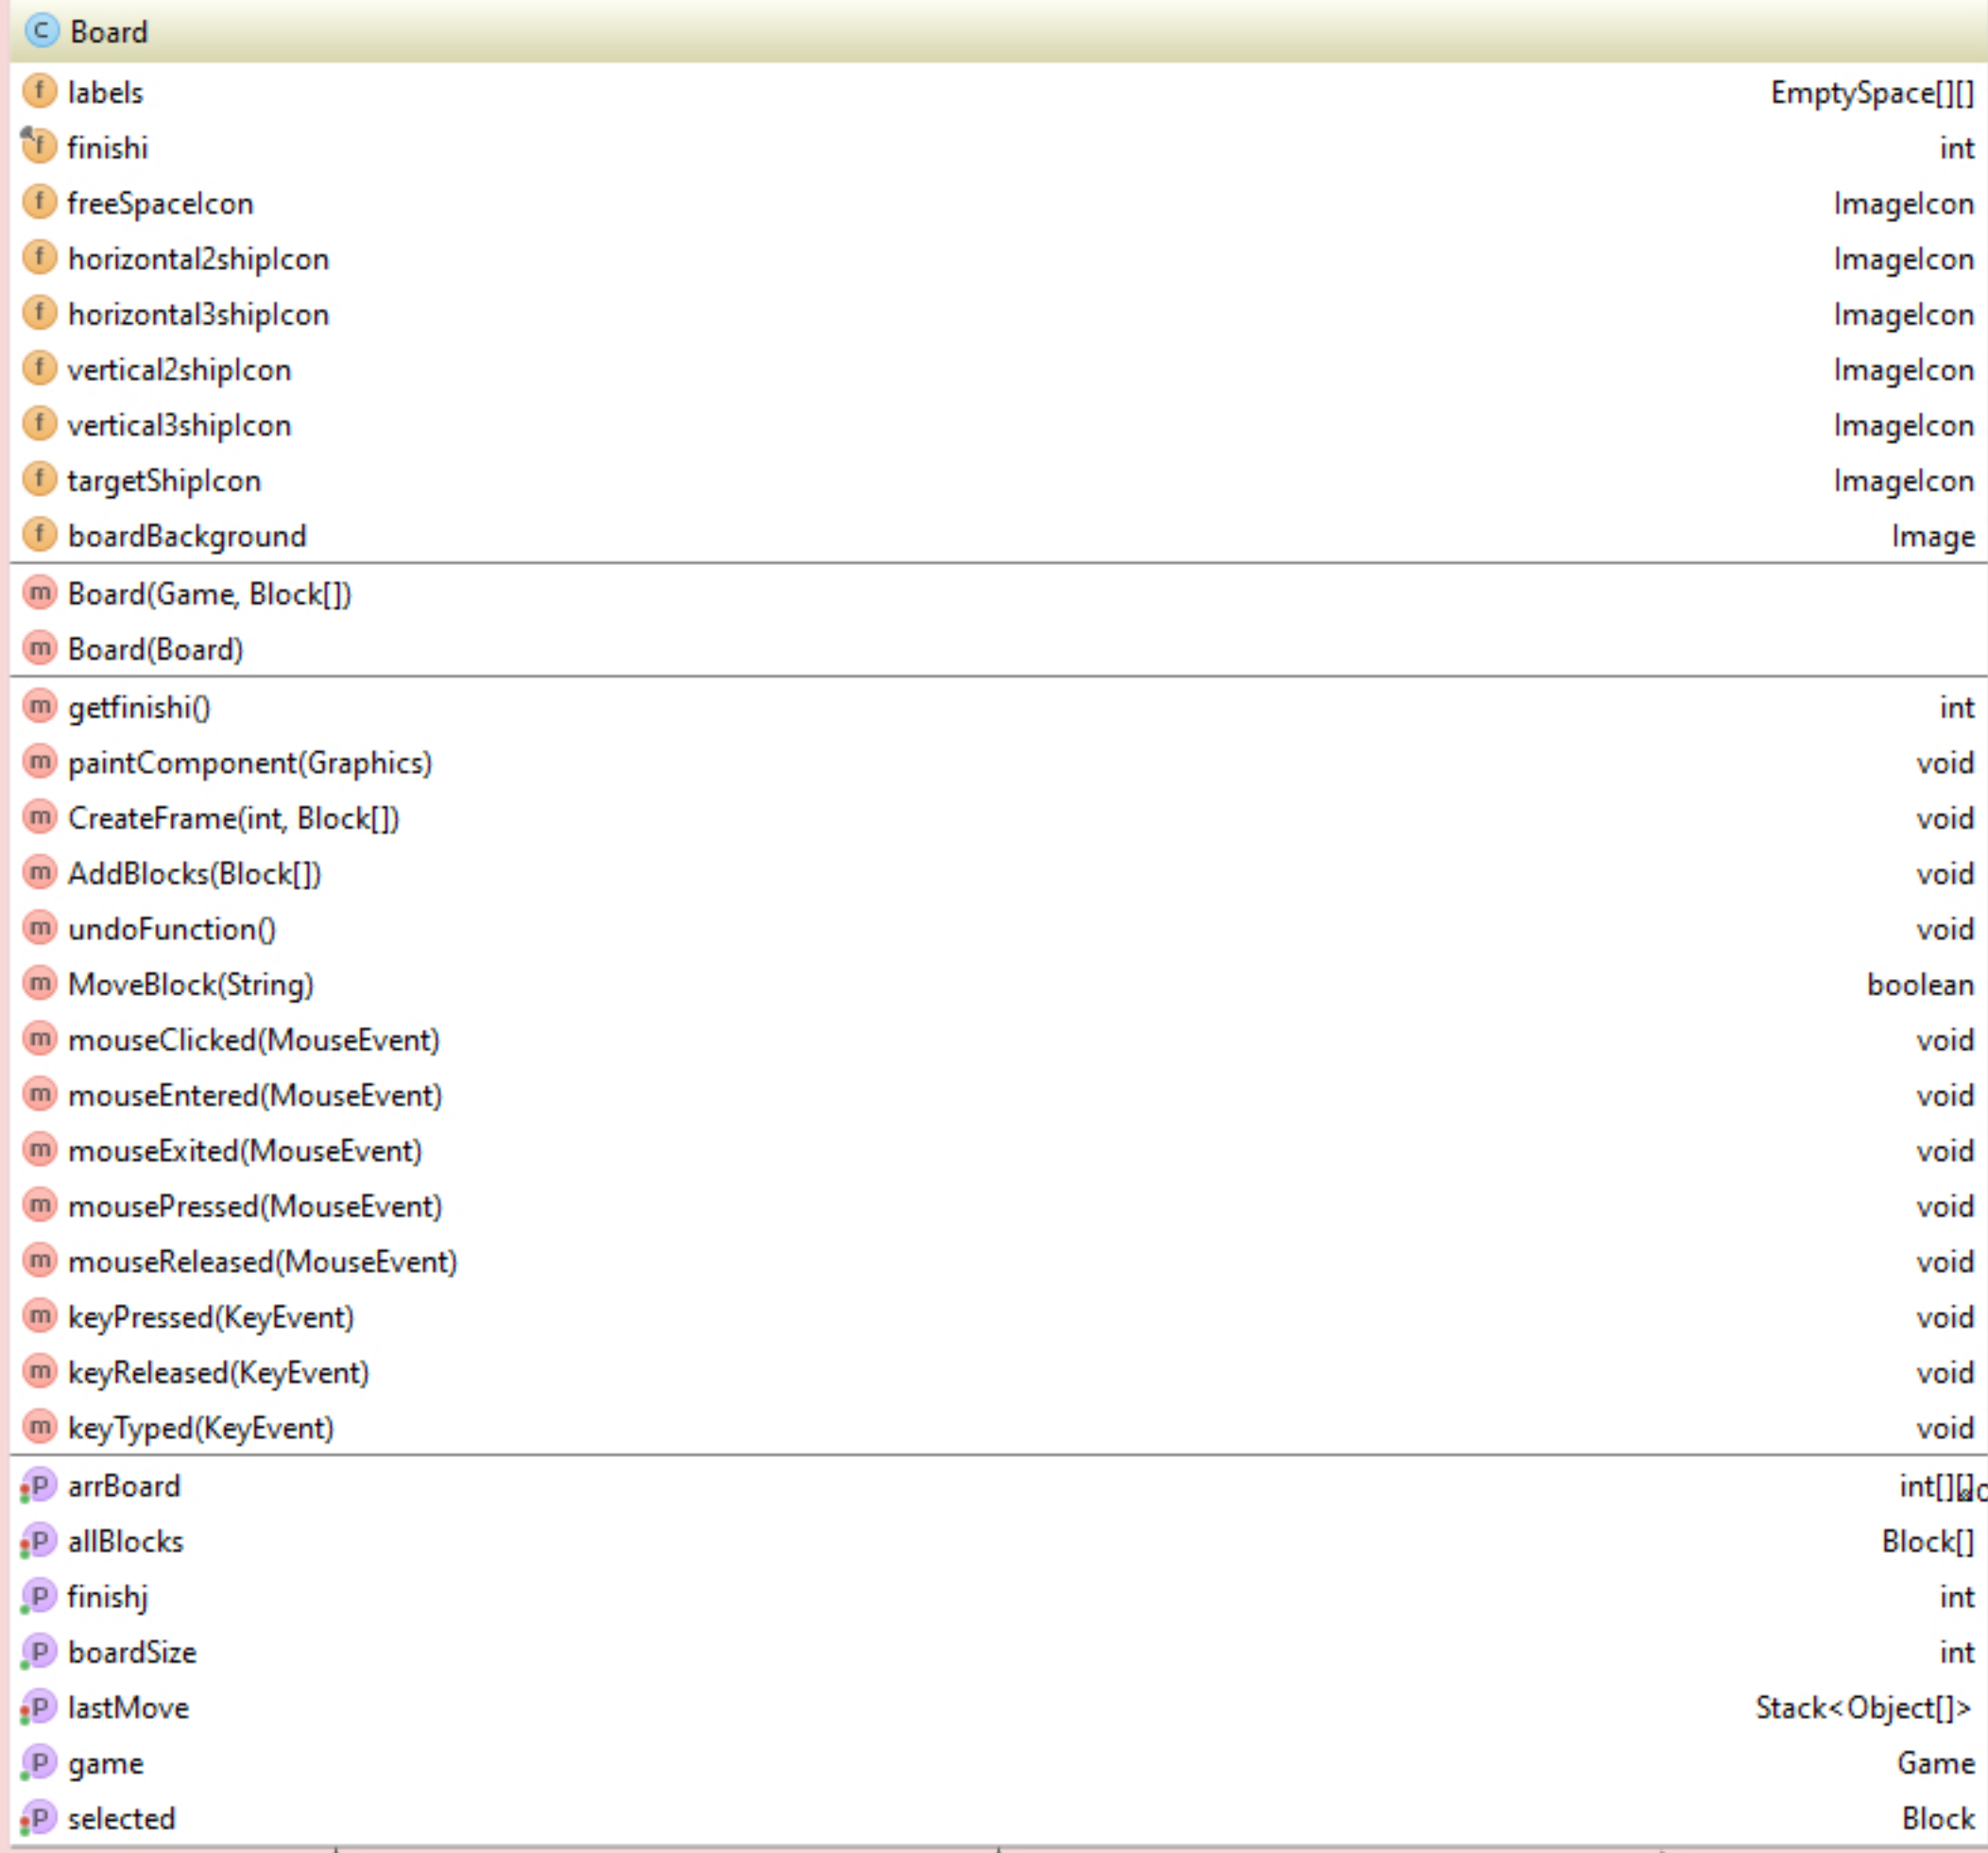 C Board
f labels EmptySpace[][]
f finishi int
f freeSpaceIcon ImageIcon
f horizontal2shipIcon ImageIcon
f horizontal3shipIcon ImageIcon
f vertical2shipIcon ImageIcon
f vertical3shipIcon ImageIcon
f targetShipIcon ImageIcon
f boardBackground Image
m Board(Game, Block[])
m Board(Board)
m getfinishi() int
m paintComponent(Graphics) void
m CreateFrame(int, Block[]) void
m AddBlocks(Block[]) void
m undoFunction() void
m MoveBlock(String) boolean
m mouseClicked(MouseEvent) void
m mouseEntered(MouseEvent) void
m mouseExited(MouseEvent) void
m mousePressed(MouseEvent) void
m mouseReleased(MouseEvent) void
m keyPressed(KeyEvent) void
m keyReleased(KeyEvent) void
m keyTyped(KeyEvent) void
P arrBoard int[][]
P allBlocks Block[]
P finishj int
P boardSize int
P lastMove Stack<Object[]>
P game Game
P selected Block